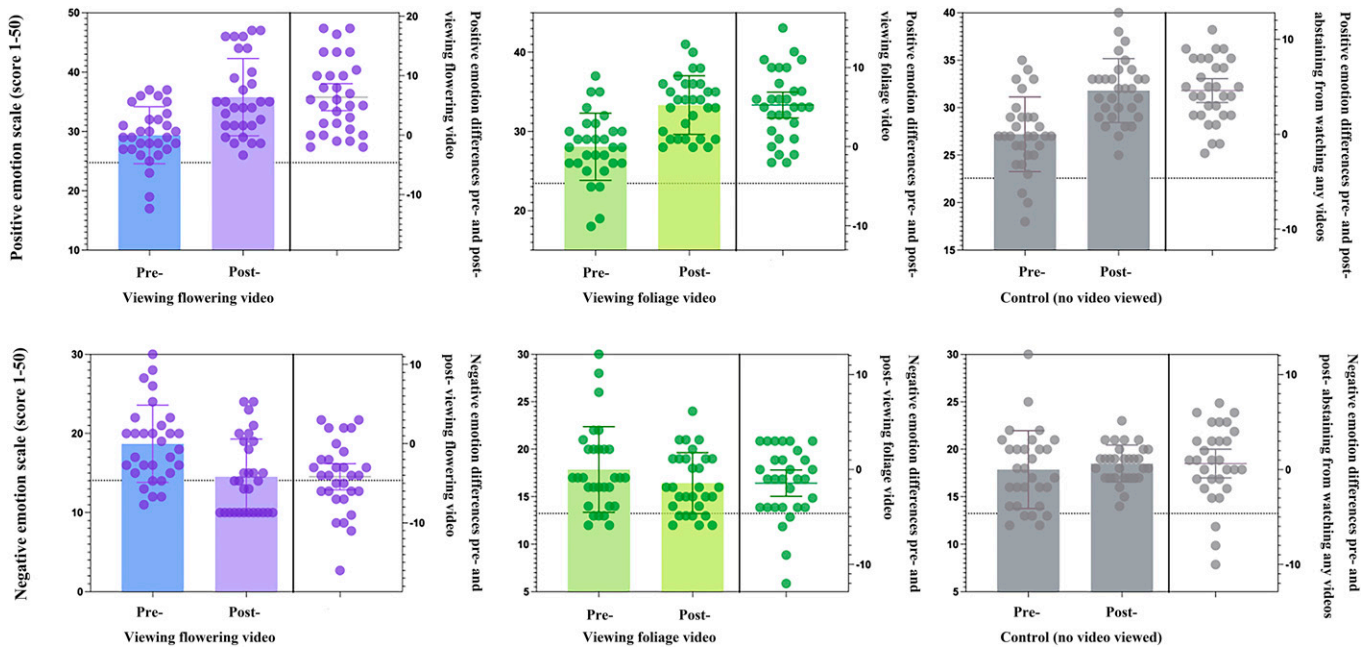 Positive emotion scale (score 1-50)
50
40
30
20
10
20
10
0
-10
Positive emotion differences pre- and post-
viewing flowering video
Pre-
Post-
Viewing flowering video
40
30
20
10
0
-10
Positive emotion differences pre- and post-
viewing foliage video
Pre-
Post-
Viewing foliage video
40
35
30
25
20
15
10
0
-10
Positive emotion differences pre- and post-
abstaining from watching any videos
Pre-
Post-
Control (no video viewed)
Negative emotion scale (score 1-50)
30
20
10
0
10
0
-10
Negative emotion differences pre- and
post- viewing flowering video
Pre-
Post-
Viewing flowering video
30
25
20
15
10
5
10
0
-10
Negative emotion differences pre- and
post- viewing foliage video
Pre-
Post-
Viewing foliage video
30
25
20
15
10
5
10
0
-10
Negative emotion differences pre- and
post- abstaining from watching any videos
Pre-
Post-
Control (no video viewed)